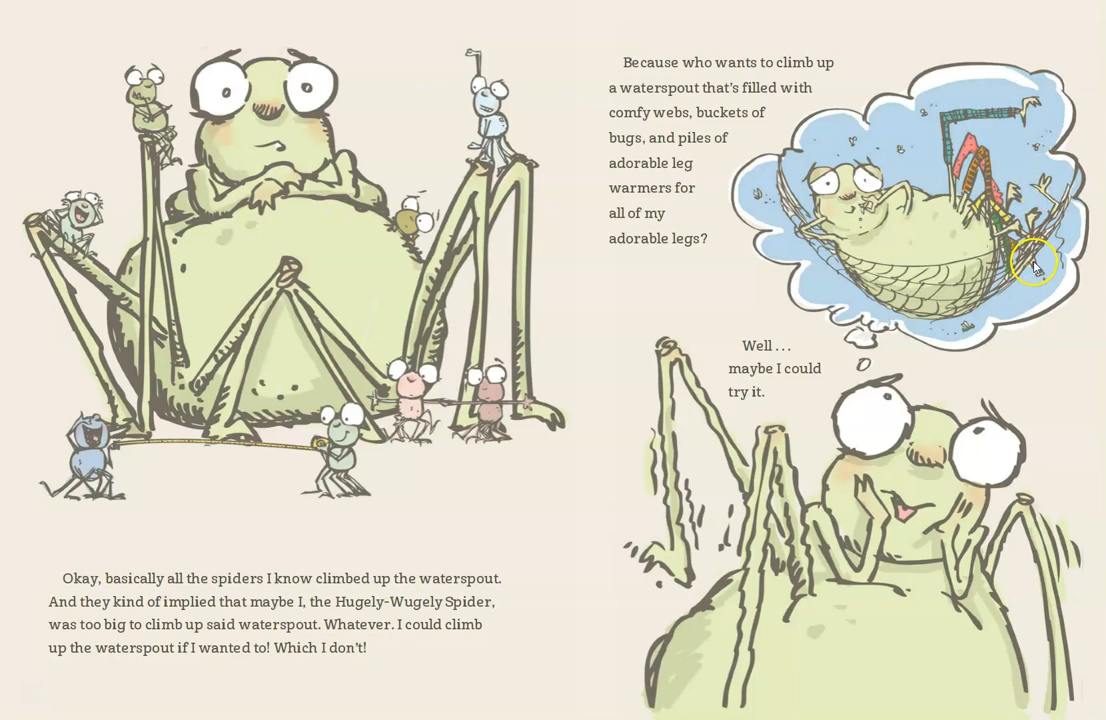 Okay, basically all the spiders I know climbed up the waterspout.
And they kind of implied that maybe I, the Hugely-Wugely Spider,
was too big to climb up said waterspout. Whatever. I could climb
up the waterspout if I wanted to! Which I don't!
Because who wants to climb up
a waterspout that's filled with
comfy webs, buckets of
bugs, and piles of
adorable leg
warmers for
all of my
adorable legs?
Well . . .
maybe I could
try it.